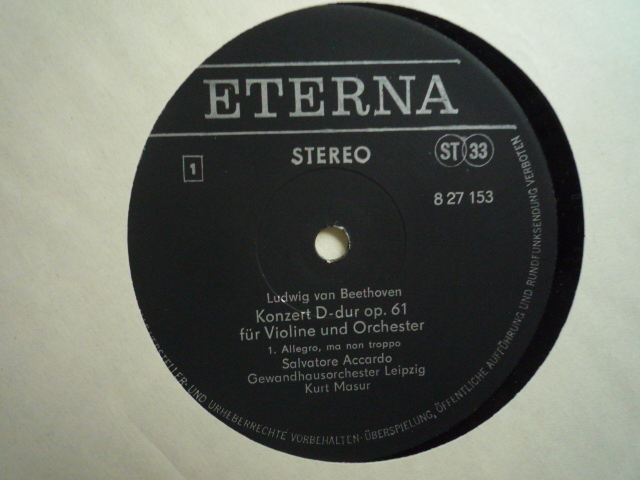 ETERNA
STEREO
ST 33
1
8 27 153
Ludwig van Beethoven
Konzert D-dur op. 61
für Violine und Orchester
1. Allegro, ma non troppo
Salvatore Accardo
Gewandhausorchester Leipzig
Kurt Masur
HERSTELLER- UND URHEBERRECHTE VORBEHALTEN · ÜBERSPIELUNG, ÖFFENTLICHE AUFFÜHRUNG UND RUNDFUNKSENDUNG VERBOTEN